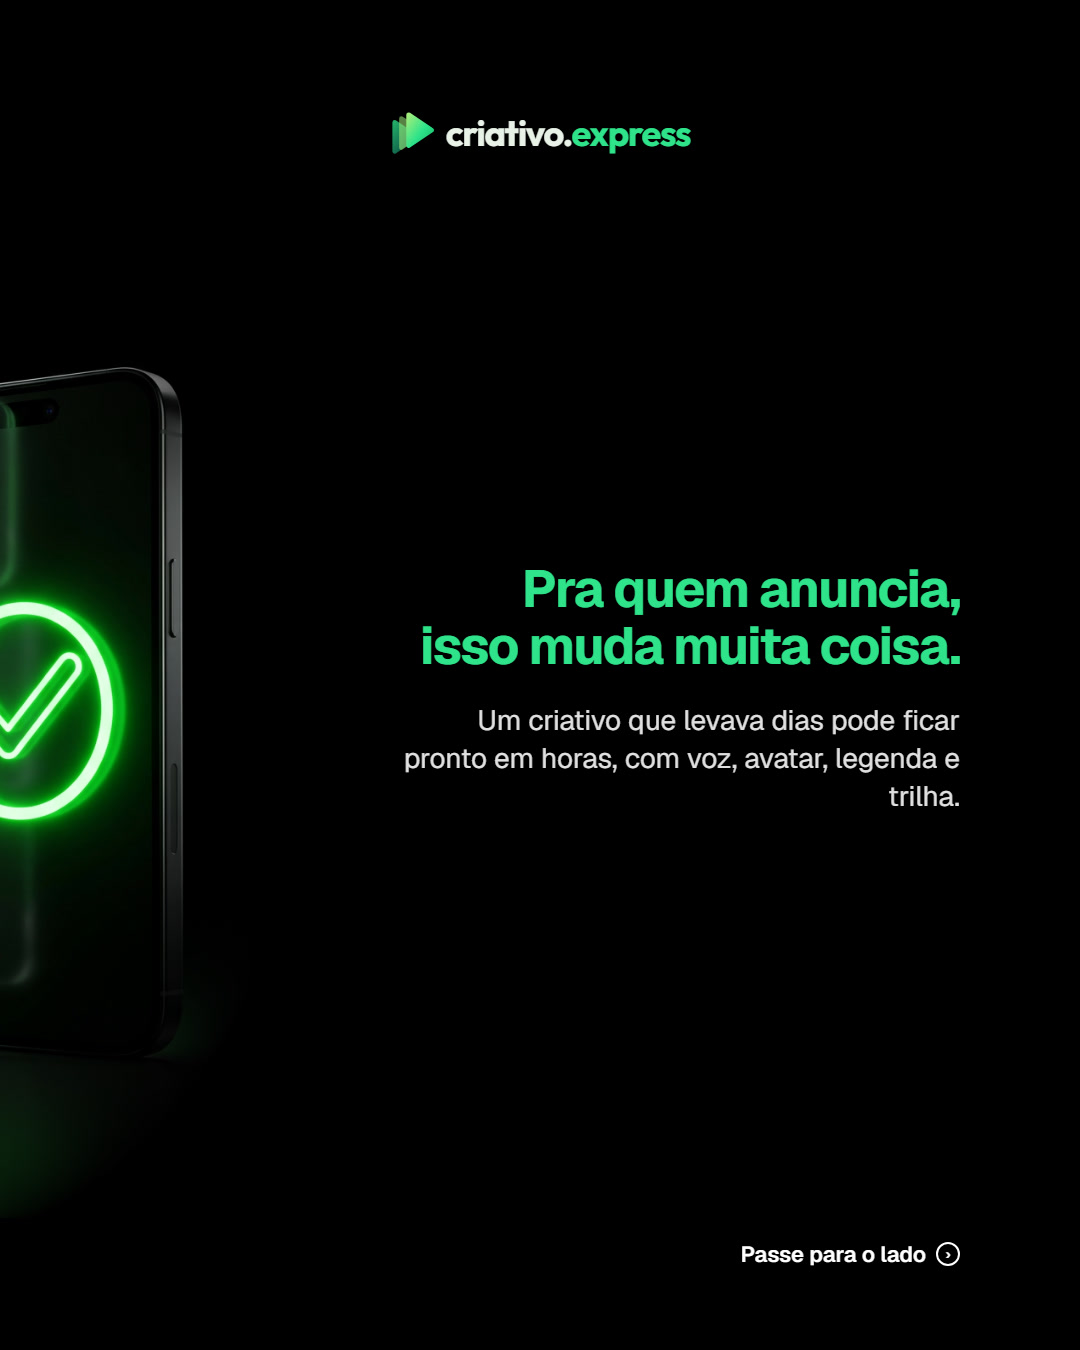 criativo.express
Pra quem anuncia,
isso muda muita coisa.
Um criativo que levava dias pode ficar
pronto em horas, com voz, avatar, legenda e
trilha.
Passe para o lado